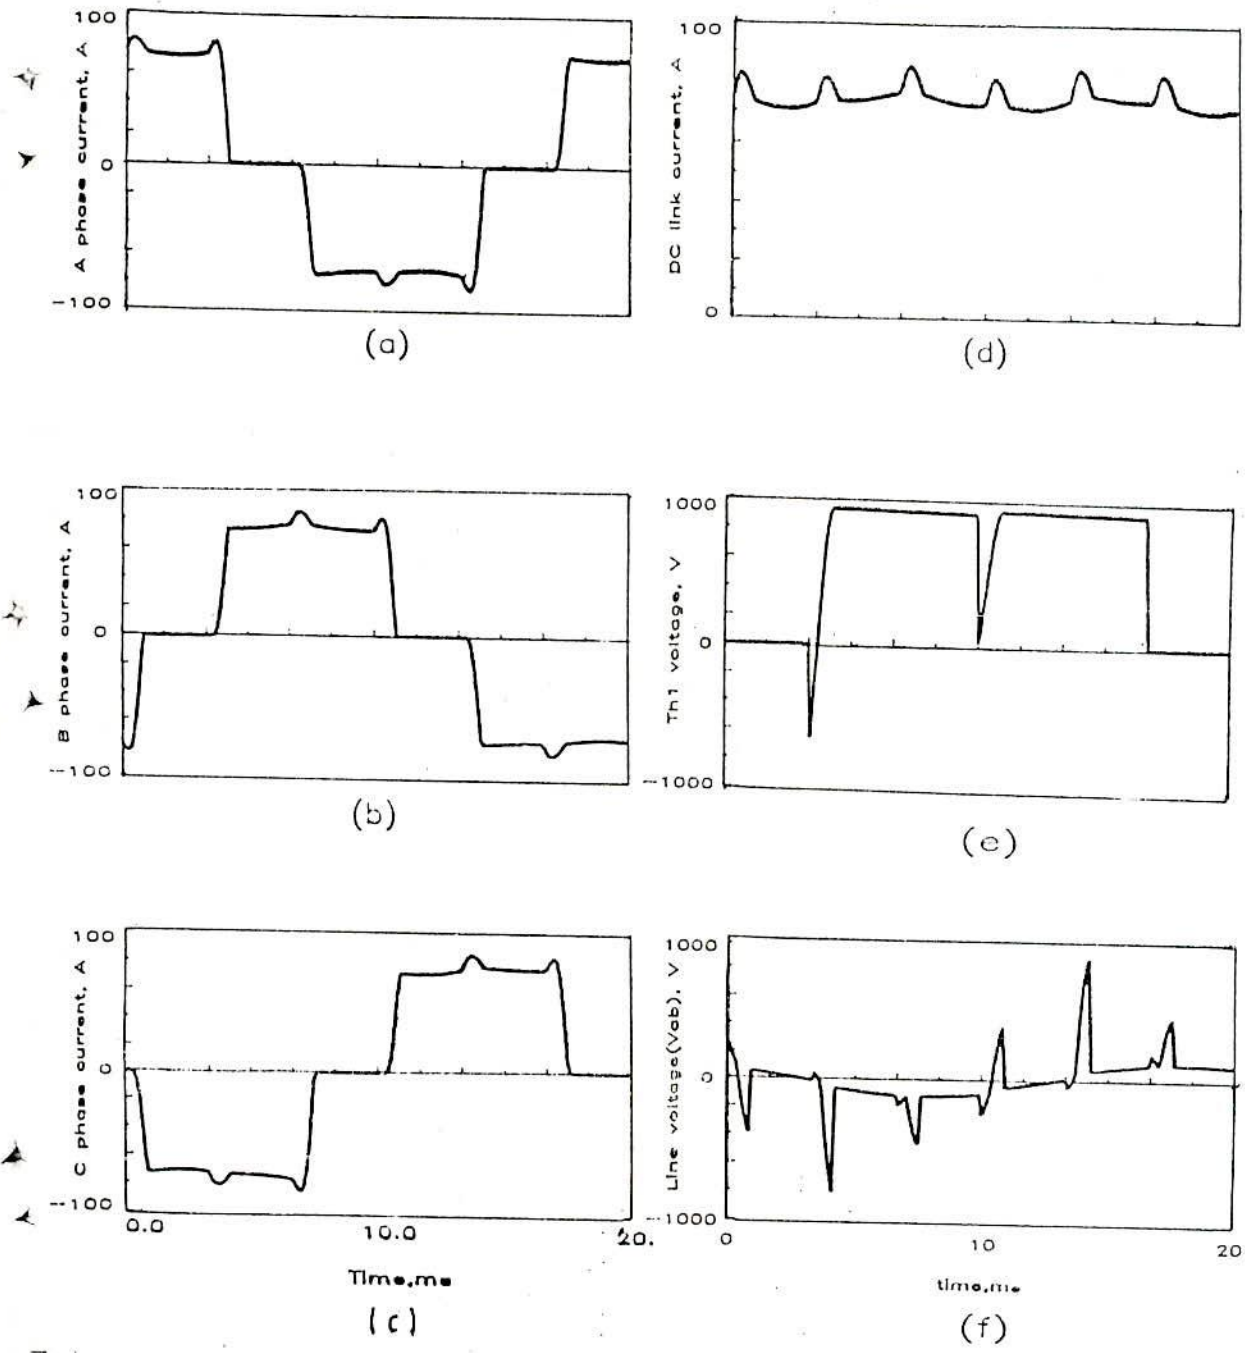 100
A phase current, A
0
-100
(a)
100
DC link current, A
0
(d)
100
B phase current, A
0
-100
(b)
1000
Th1 voltage, V
0
-1000
(e)
100
C phase current, A
0
-100
0.0 10.0 20.
Time,ms
(c)
1000
Line voltage(Vab), V
0
-1000
0 10 20
time,ms
(f)